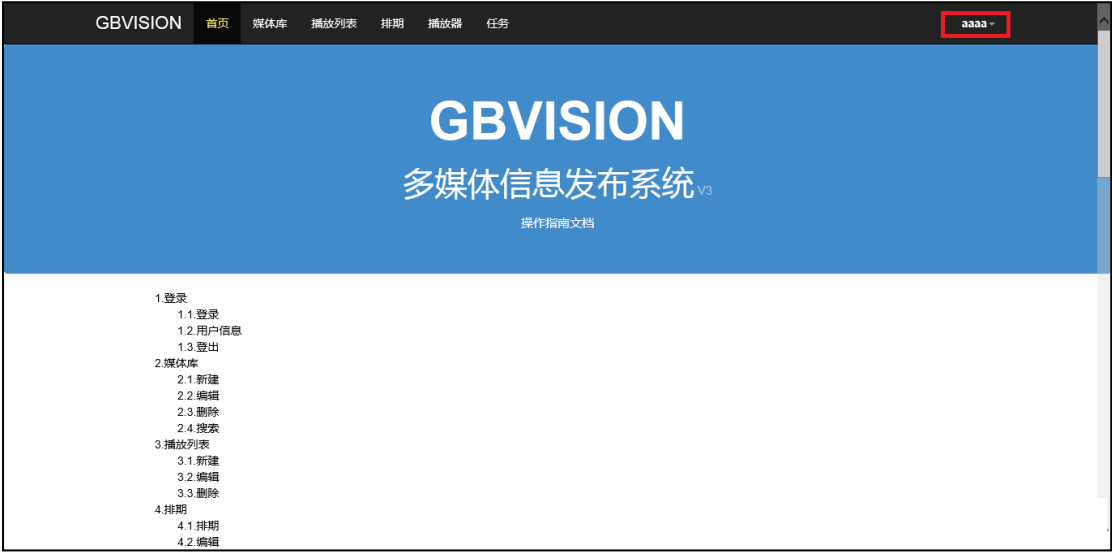 GBVISION 首页 媒体库 播放列表 排期 播放器 任务 aaaa
GBVISION
多媒体信息发布系统 V3
操作指南文档
1.登录
1.1.登录
1.2.用户信息
1.3.登出
2.媒体库
2.1.新建
2.2.编辑
2.3.删除
2.4.搜索
3.播放列表
3.1.新建
3.2.编辑
3.3.删除
4.排期
4.1.排期
4.2.编辑